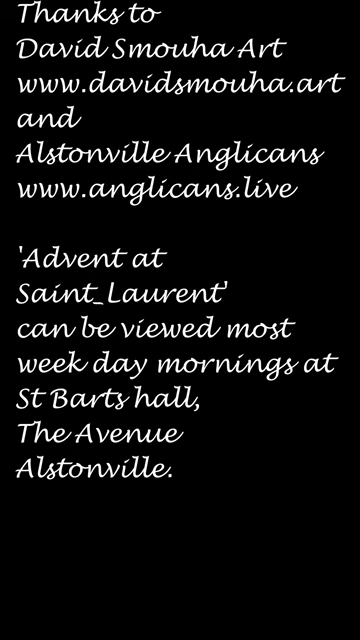 Thanks to
David Smouha Art
www.davidsmouha.art
and
Alstonville Anglicans
www.anglicans.live
'Advent at
Saint_Laurent'
can be viewed most
week day mornings at
St Barts hall,
The Avenue
Alstonville.